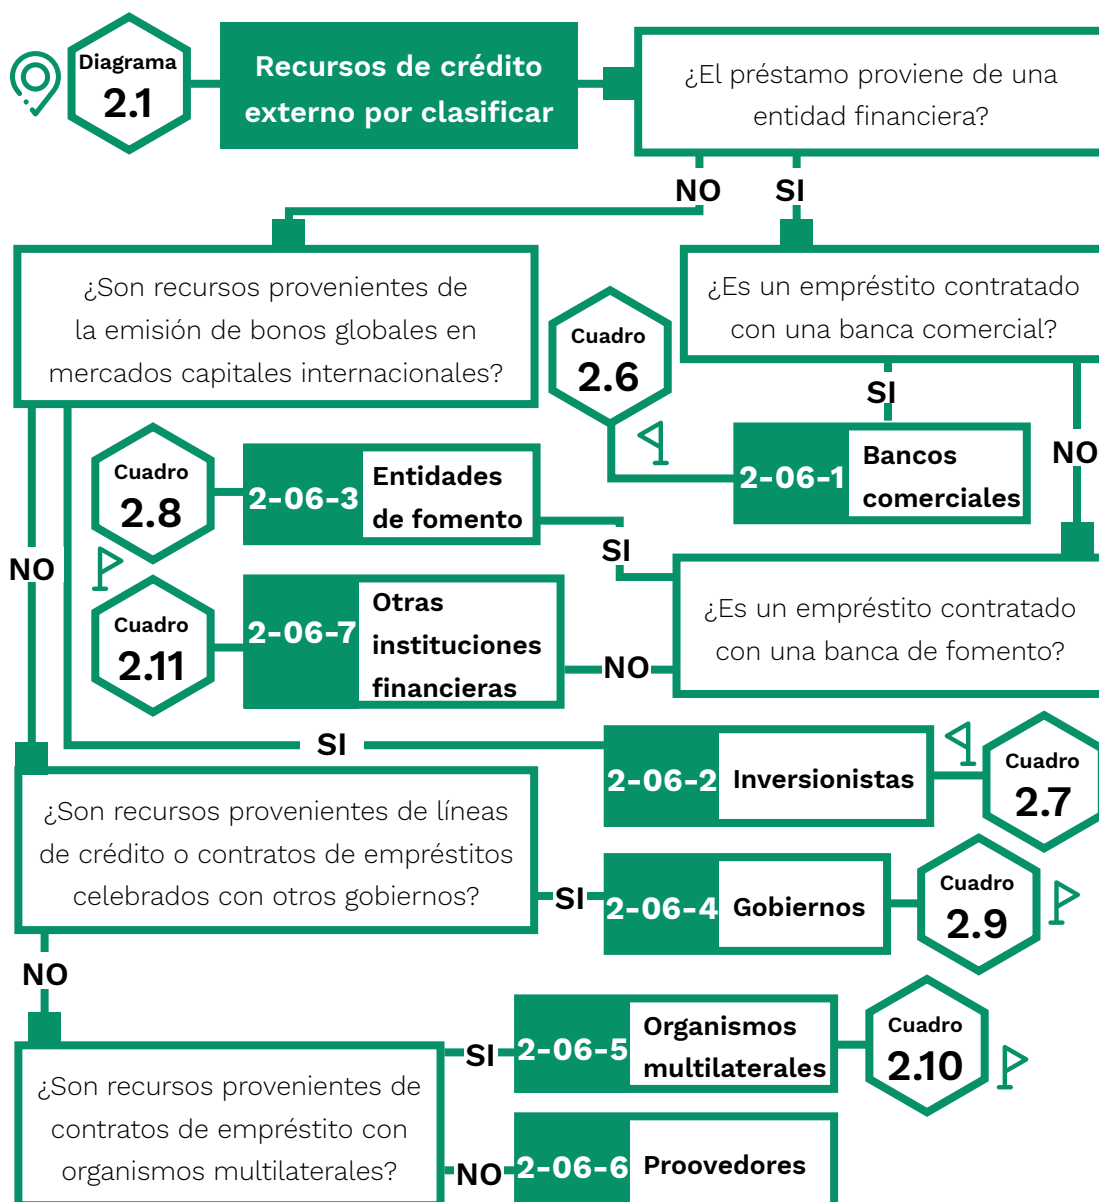 Diagrama
2.1
Recursos de crédito
externo por clasificar
¿El préstamo proviene de una
entidad financiera?
NO
SI
¿Son recursos provenientes de
la emisión de bonos globales en
mercados capitales internacionales?
¿Es un empréstito contratado
con una banca comercial?
Cuadro
2.6
SI
NO
2-06-1
Bancos
comerciales
Cuadro
2.8
2-06-3
Entidades
de fomento
SI
NO
¿Es un empréstito contratado
con una banca de fomento?
Cuadro
2.11
2-06-7
Otras
instituciones
financieras
NO
SI
2-06-2
Inversionistas
Cuadro
2.7
¿Son recursos provenientes de líneas
de crédito o contratos de empréstitos
celebrados con otros gobiernos?
SI
2-06-4
Gobiernos
Cuadro
2.9
NO
¿Son recursos provenientes de
contratos de empréstito con
organismos multilaterales?
SI
2-06-5
Organismos
multilaterales
Cuadro
2.10
NO
2-06-6
Proovedores